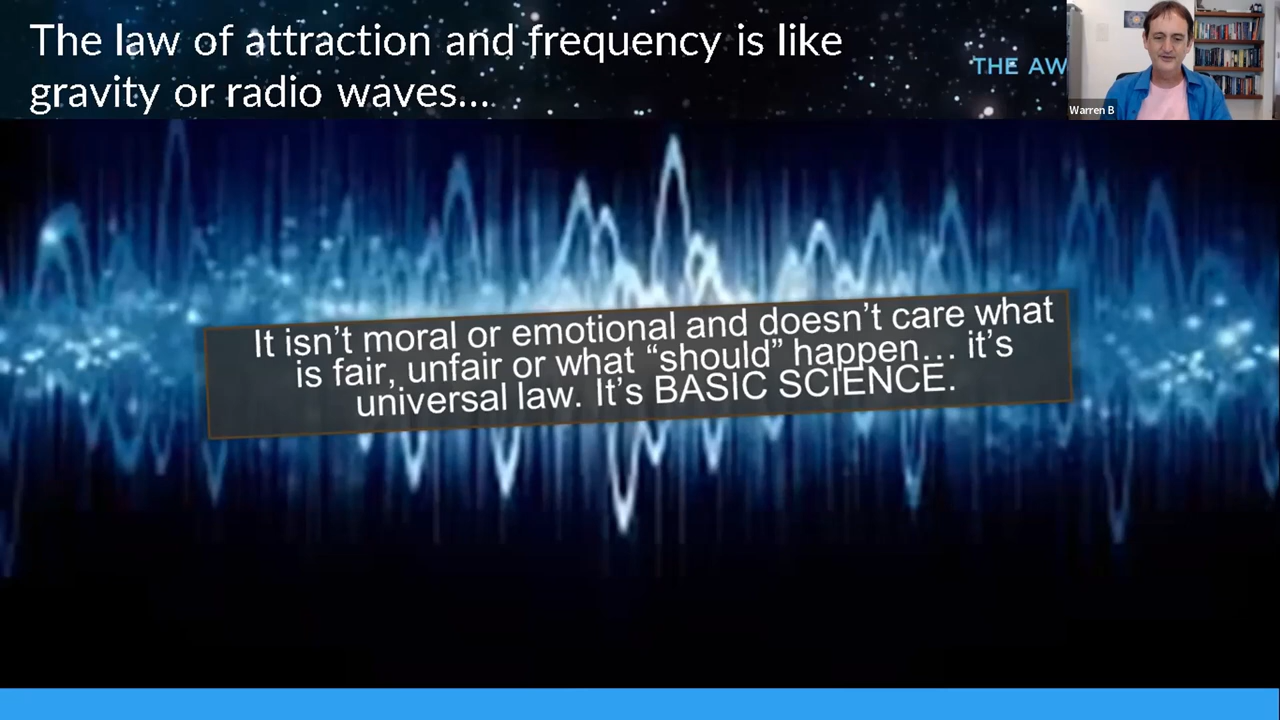 The law of attraction and frequency is like
gravity or radio waves...
THE AW
Warren B
It isn't moral or emotional and doesn't care what
is fair, unfair or what “should” happen… it's
universal law. It's BASIC SCIENCE.